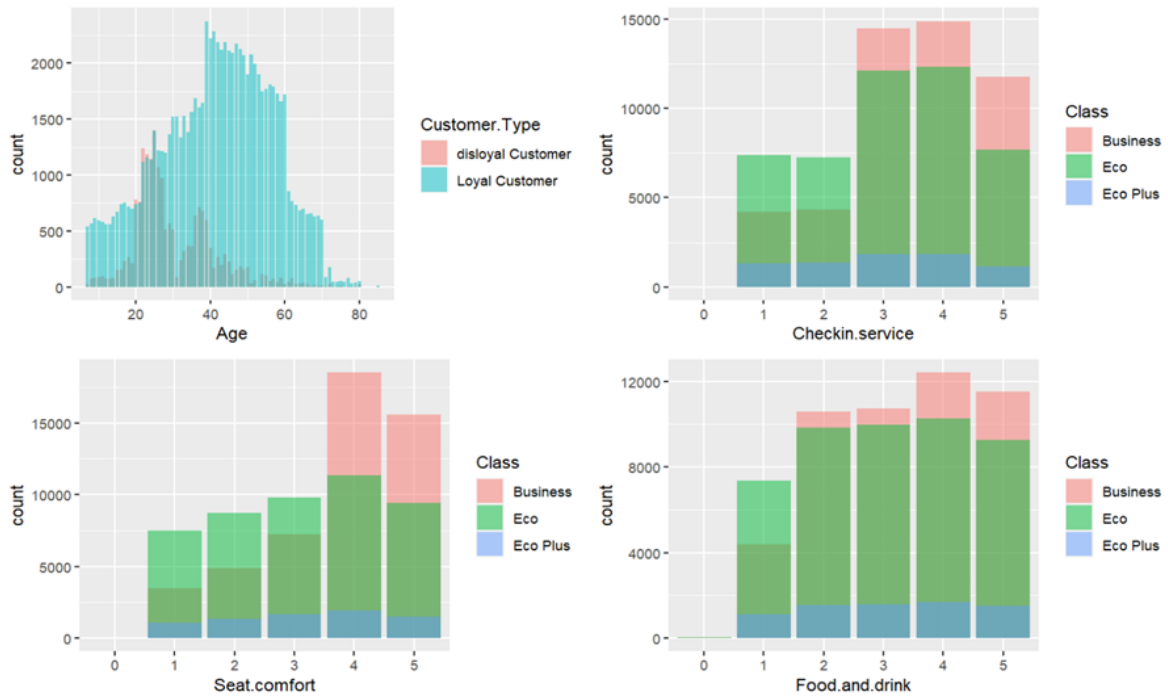 count
2000
1500
1000
500
0
20
40
60
80
Age
Customer.Type
disloyal Customer
Loyal Customer
count
15000
10000
5000
0
0
1
2
3
4
5
Checkin.service
Class
Business
Eco
Eco Plus
count
15000
10000
5000
0
0
1
2
3
4
5
Seat.comfort
Class
Business
Eco
Eco Plus
count
12000
8000
4000
0
0
1
2
3
4
5
Food.and.drink
Class
Business
Eco
Eco Plus